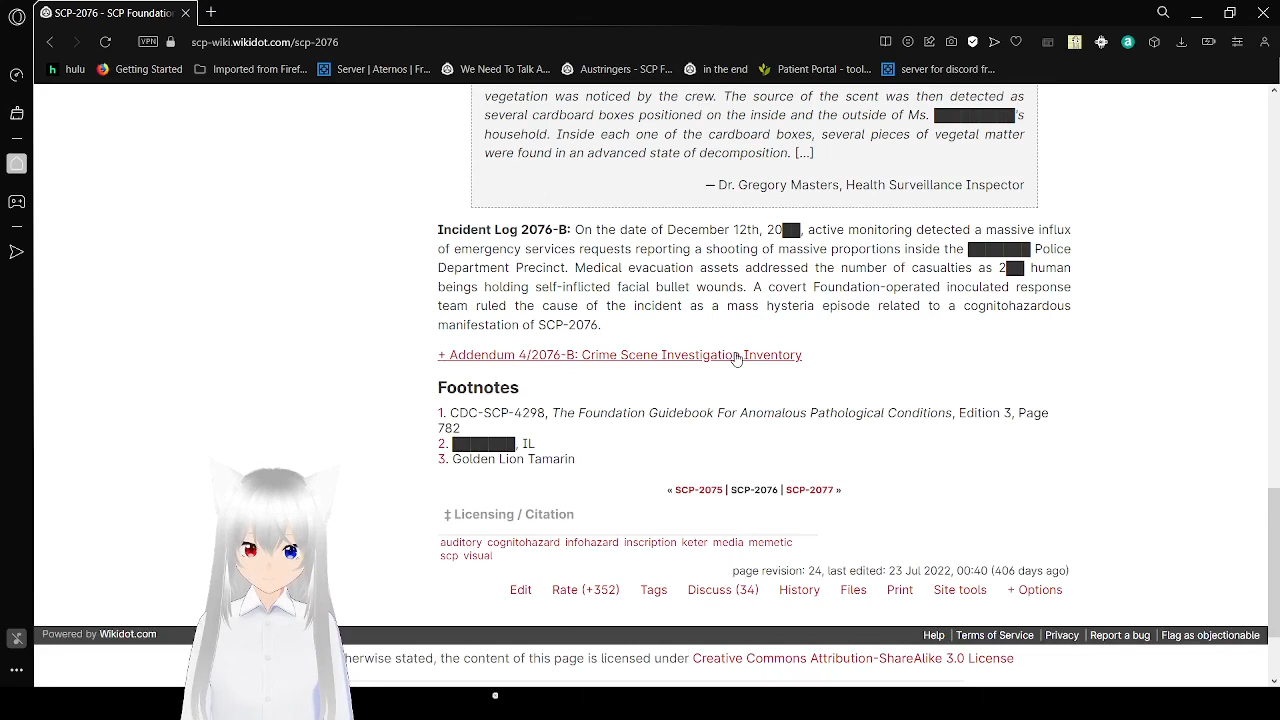 SCP-2076 - SCP Foundation
scp-wiki.wikidot.com/scp-2076
VPN
hulu
Getting Started
Imported from Firef...
Server | Aternos | Fr...
We Need To Talk A...
Austringers - SCP F...
in the end
Patient Portal - tool...
server for discord fr...
vegetation was noticed by the crew. The source of the scent was then detected as
several cardboard boxes positioned on the inside and the outside of Ms. ██████████'s
household. Inside each one of the cardboard boxes, several pieces of vegetal matter
were found in an advanced state of decomposition. [...]
— Dr. Gregory Masters, Health Surveillance Inspector
Incident Log 2076-B: On the date of December 12th, 20██, active monitoring detected a massive influx
of emergency services requests reporting a shooting of massive proportions inside the ███████ Police
Department Precinct. Medical evacuation assets addressed the number of casualties as 2██ human
beings holding self-inflicted facial bullet wounds. A covert Foundation-operated inoculated response
team ruled the cause of the incident as a mass hysteria episode related to a cognitohazardous
manifestation of SCP-2076.
+ Addendum 4/2076-B: Crime Scene Investigation Inventory
Footnotes
1. CDC-SCP-4298, The Foundation Guidebook For Anomalous Pathological Conditions, Edition 3, Page
782
2. ███████, IL
3. Golden Lion Tamarin
« SCP-2075 | SCP-2076 | SCP-2077 »
‡ Licensing / Citation
auditory cognitohazard infohazard inscription keter media memetic
scp visual
page revision: 24, last edited: 23 Jul 2022, 00:40 (406 days ago)
Edit Rate (+352) Tags Discuss (34) History Files Print Site tools + Options
Powered by Wikidot.com
Help | Terms of Service | Privacy | Report a bug | Flag as objectionable
otherwise stated, the content of this page is licensed under Creative Commons Attribution-ShareAlike 3.0 License